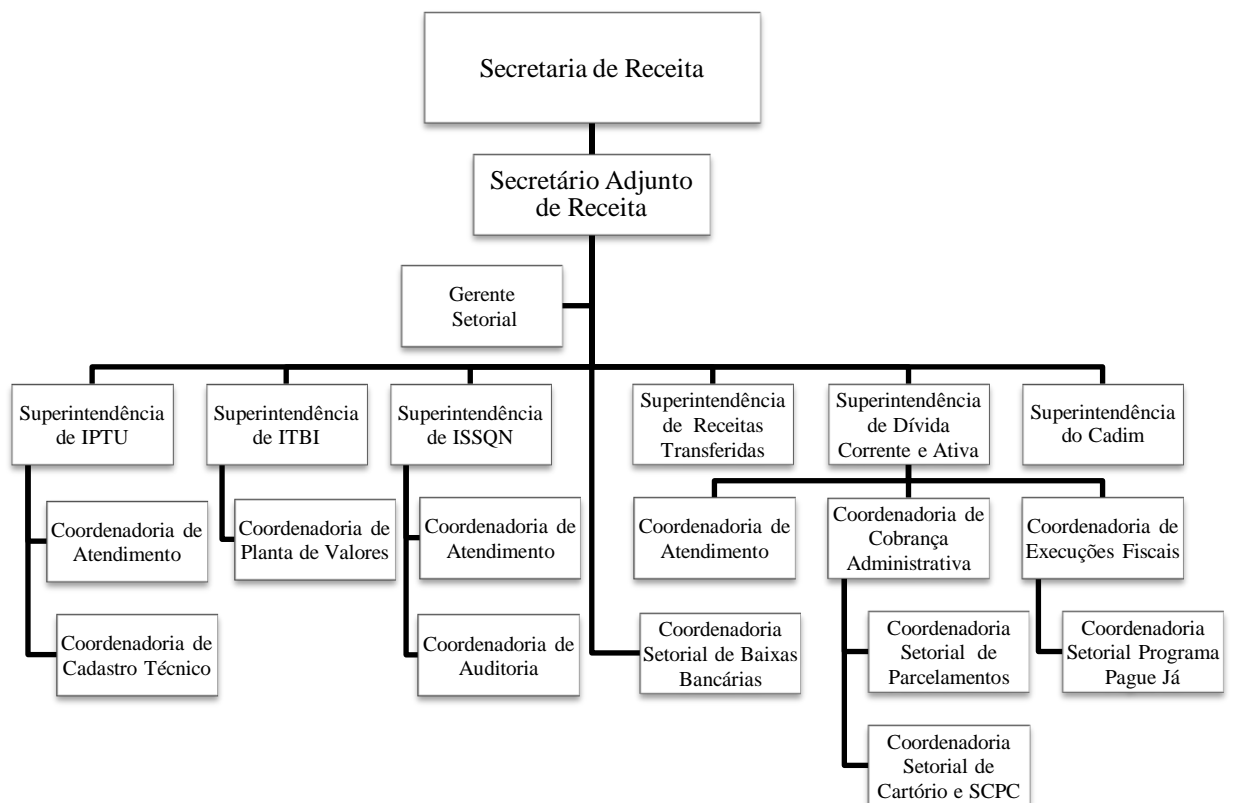 Secretaria de Receita
Secretário Adjunto
de Receita
Gerente
Setorial
Superintendência
de IPTU
Superintendência
de ITBI
Superintendência
de ISSQN
Superintendência
de Receitas
Transferidas
Superintendência
de Dívida
Corrente e Ativa
Superintendência
do Cadim
Coordenadoria de
Atendimento
Coordenadoria de
Planta de Valores
Coordenadoria de
Atendimento
Coordenadoria de
Atendimento
Coordenadoria de
Cobrança
Administrativa
Coordenadoria de
Execuções Fiscais
Coordenadoria de
Cadastro Técnico
Coordenadoria de
Auditoria
Coordenadoria
Setorial de Baixas
Bancárias
Coordenadoria
Setorial de
Parcelamentos
Coordenadoria
Setorial Programa
Pague Já
Coordenadoria
Setorial de
Cartório e SCPC